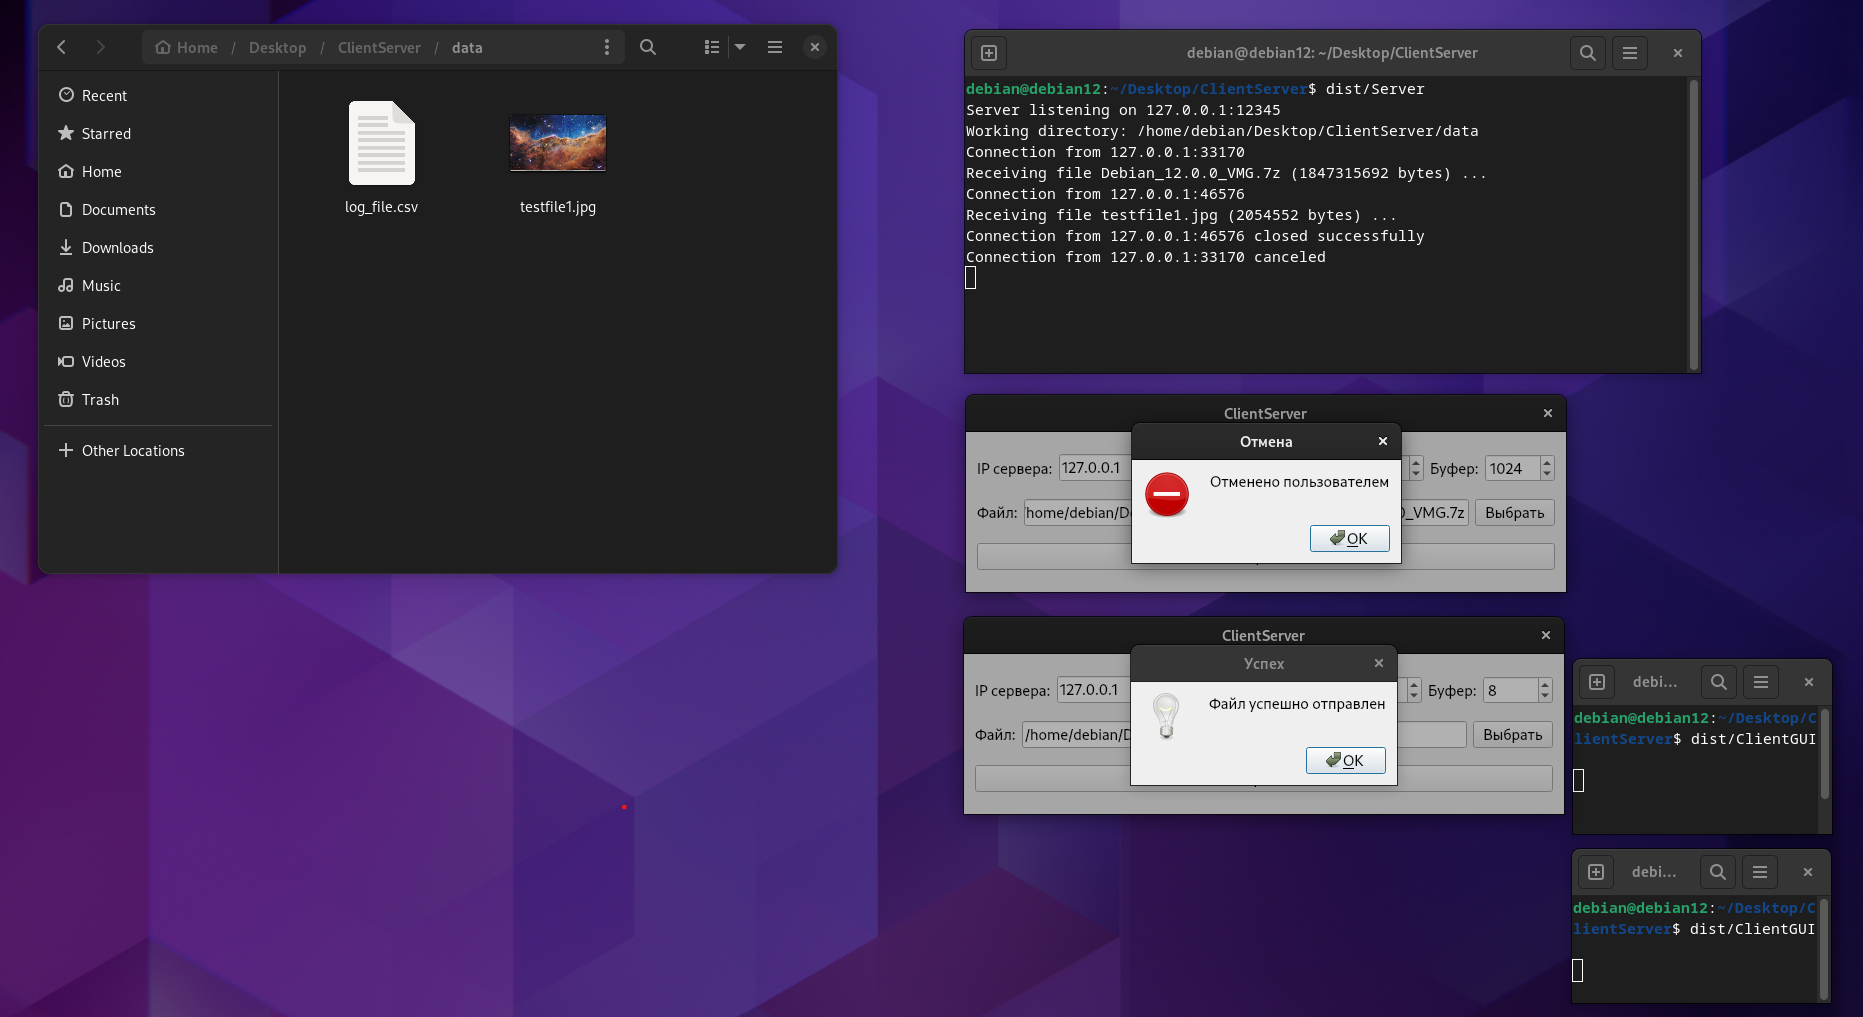 Home / Desktop / ClientServer / data
Recent
Starred
Home
Documents
Downloads
Music
Pictures
Videos
Trash
Other Locations
log_file.csv
testfile1.jpg
debian@debian12: ~/Desktop/ClientServer
debian@debian12:~/Desktop/ClientServer$ dist/Server
Server listening on 127.0.0.1:12345
Working directory: /home/debian/Desktop/ClientServer/data
Connection from 127.0.0.1:33170
Receiving file Debian_12.0.0_VMG.7z (1847315692 bytes) ...
Connection from 127.0.0.1:46576
Receiving file testfile1.jpg (2054552 bytes) ...
Connection from 127.0.0.1:46576 closed successfully
Connection from 127.0.0.1:33170 canceled
ClientServer
Отмена
IP сервера: 127.0.0.1
Буфер: 1024
Отменено пользователем
Файл: /home/debian/De
_VMG.7z
Выбрать
OK
ClientServer
Успех
IP сервера: 127.0.0.1
Буфер: 8
Файл успешно отправлен
Файл: /home/debian/D
Выбрать
OK
debi...
debian@debian12:~/Desktop/C
lientServer$ dist/ClientGUI
debi...
debian@debian12:~/Desktop/C
lientServer$ dist/ClientGUI